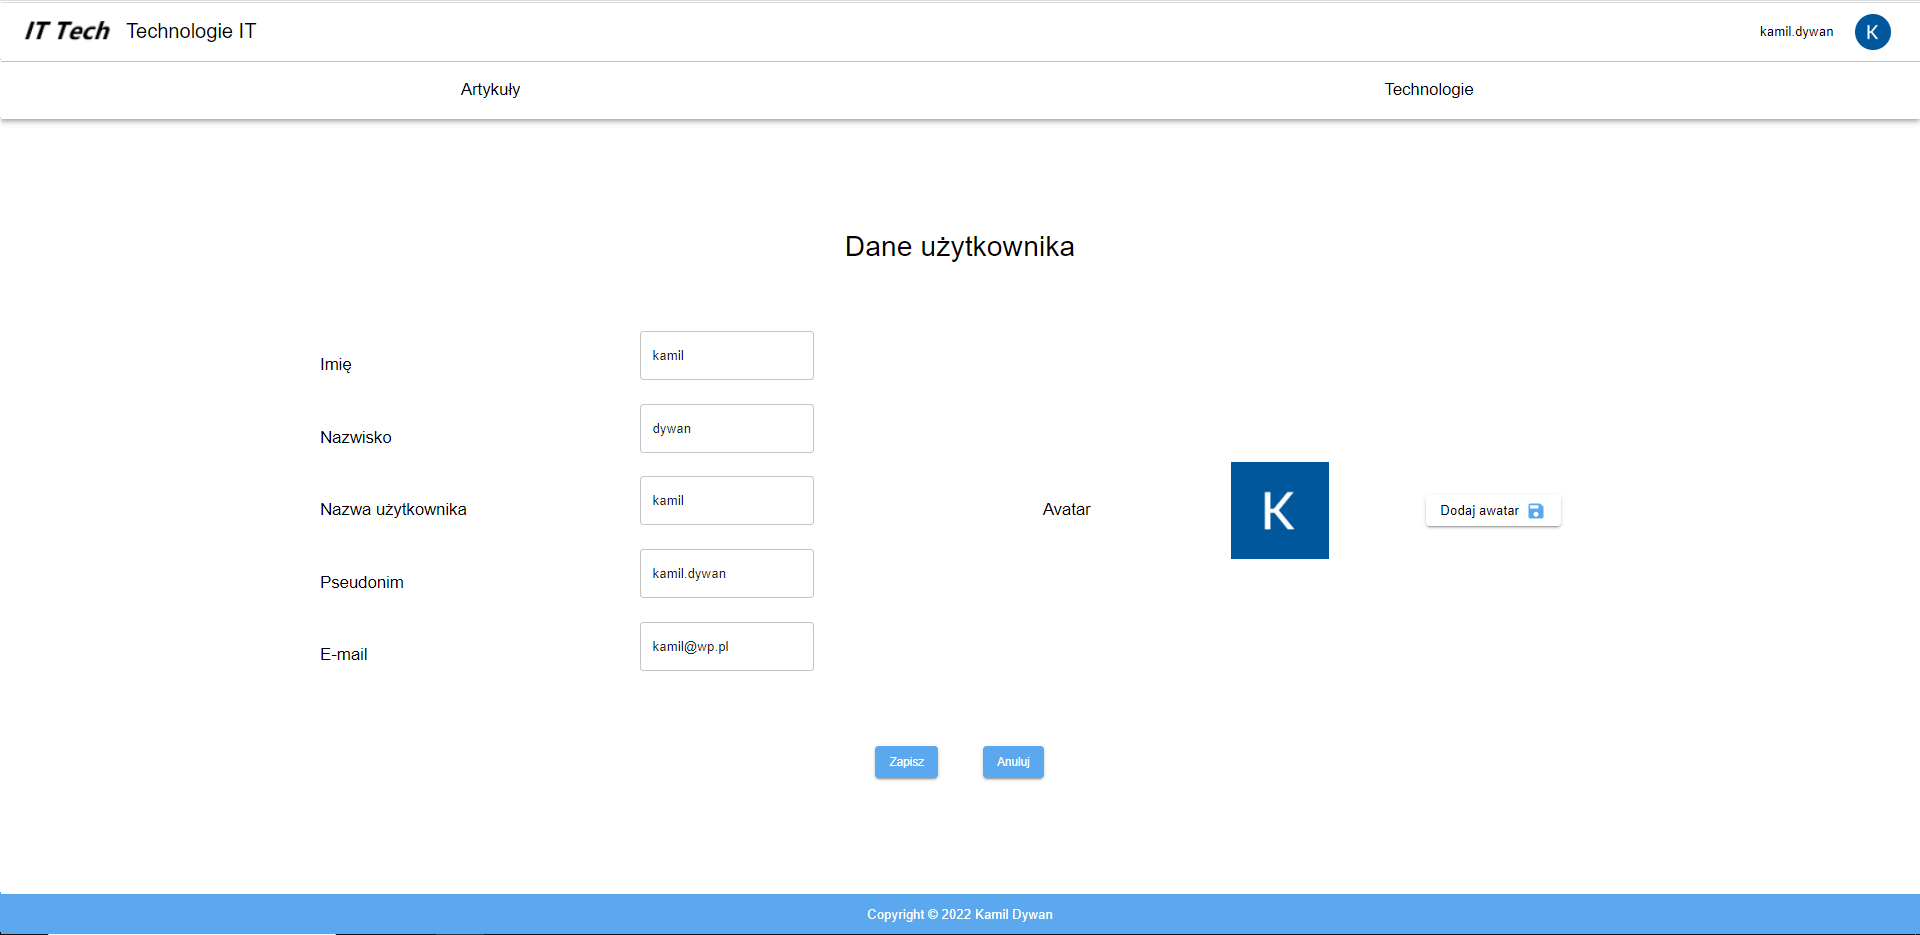 IT Tech Technologie IT kamil.dywan K
Artykuły Technologie
Dane użytkownika
Imię kamil
Nazwisko dywan
Nazwa użytkownika kamil
Avatar K Dodaj awatar
Pseudonim kamil.dywan
E-mail kamil@wp.pl
Zapisz Anuluj
Copyright © 2022 Kamil Dywan